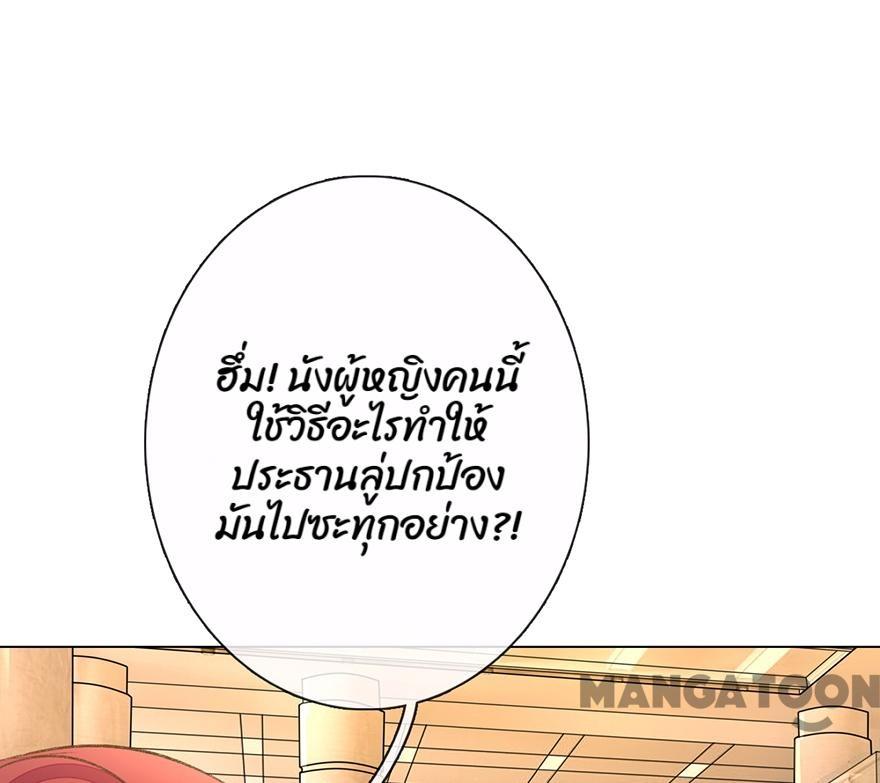 ฮึ่ม! นังผู้หญิงคนนี้
ใช้วิธีอะไรทำให้
ประธานลู่ปกป้อง
มันไปซะทุกอย่าง?!
MANGATOON